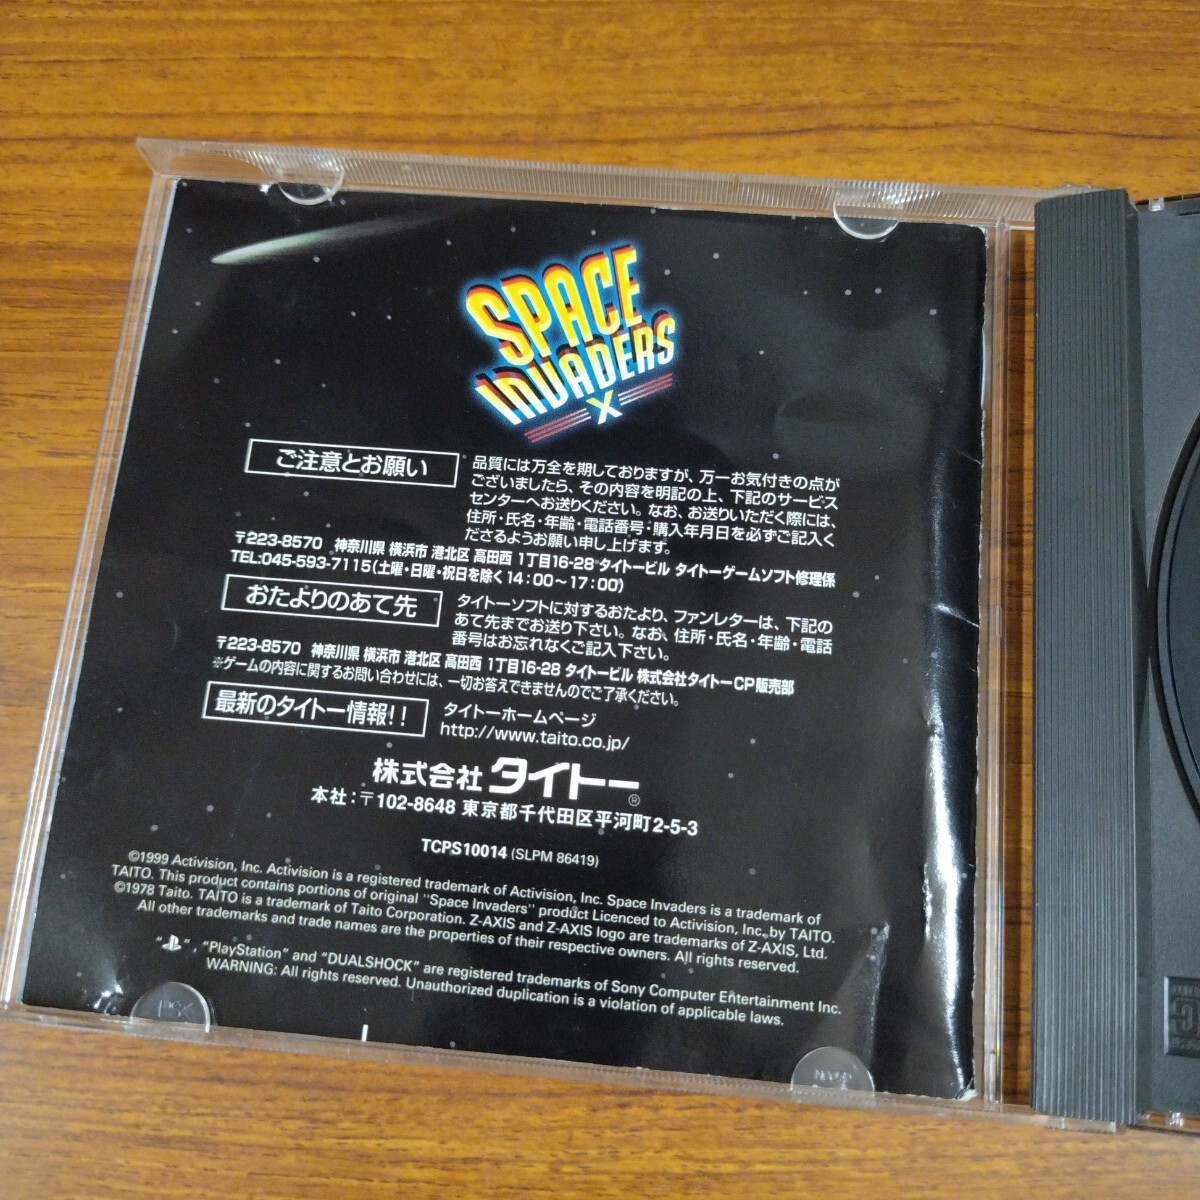 SPACE
INVADERS
X
ご注意とお願い
品質には万全を期しておりますが、万一お気付きの点が
ございましたら、その内容を明記の上、下記のサービス
センターへお送りください。なお、お送りいただく際には、
住所・氏名・年齢・電話番号・購入年月日を必ずご記入く
ださるようお願い申し上げます。
〒223-8570 神奈川県 横浜市 港北区 高田西 1丁目16-28 タイトービル タイトーゲームソフト修理係
TEL:045-593-7115(土曜・日曜・祝日を除く14:00〜17:00)
おたよりのあて先
タイトーソフトに対するおたより、ファンレターは、下記の
あて先までお送り下さい。なお、住所・氏名・年齢・電話
番号はお忘れなくご記入下さい。
〒223-8570 神奈川県 横浜市 港北区 高田西 1丁目16-28 タイトービル 株式会社タイトーCP販売部
※ゲームの内容に関するお問い合わせには、一切お答えできませんのでご了承ください。
最新のタイトー情報!!
タイトーホームページ
http://www.taito.co.jp/
株式会社 タイトー®
本社:〒102-8648 東京都千代田区平河町2-5-3
TCPS10014 (SLPM 86419)
©1999 Activision, Inc. Activision is a registered trademark of Activision, Inc. Space Invaders is a trademark of
TAITO. This product contains portions of original "Space Invaders" product Licenced to Activision, Inc. by TAITO.
©1978 Taito. TAITO is a trademark of Taito Corporation. Z-AXIS and Z-AXIS logo are trademarks of Z-AXIS, Ltd.
All other trademarks and trade names are the properties of their respective owners. All rights reserved.
" ", "PlayStation" and "DUALSHOCK" are registered trademarks of Sony Computer Entertainment Inc.
WARNING: All rights reserved. Unauthorized duplication is a violation of applicable laws.